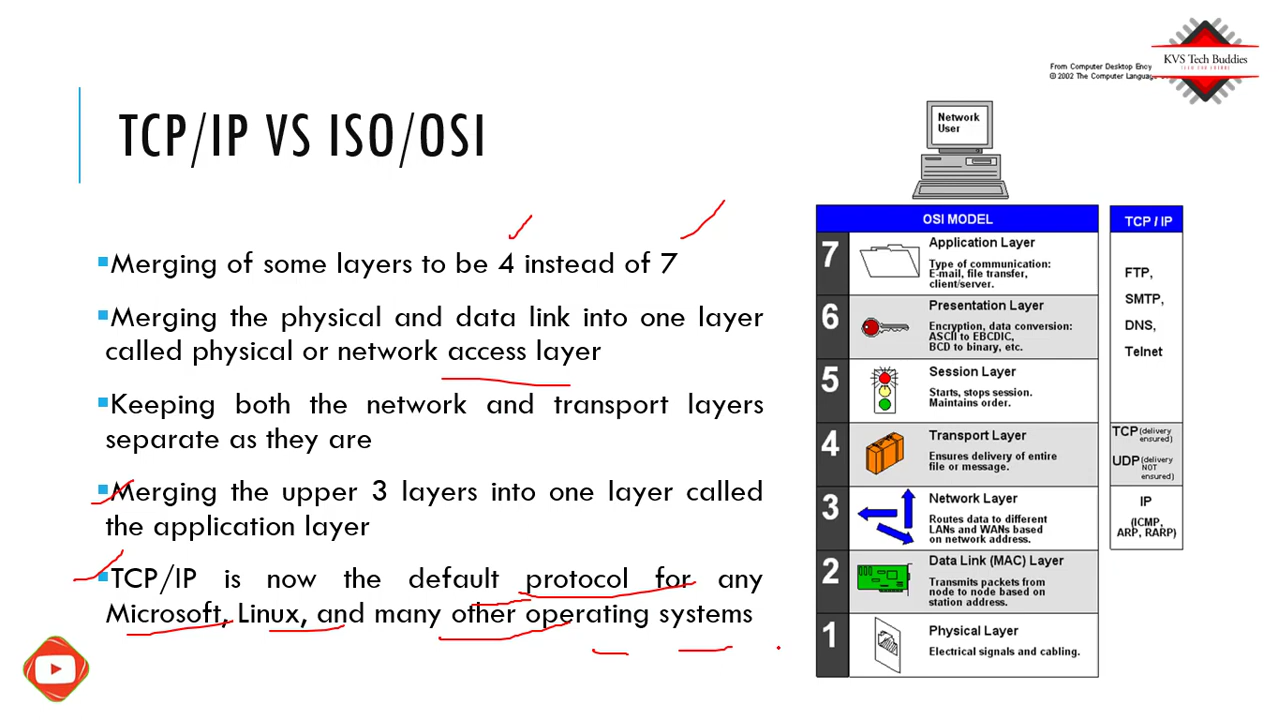 From Computer Desktop Ency
© 2002 The Computer Language
KVS Tech Buddies
TCP/IP VS ISO/OSI
Merging of some layers to be 4 instead of 7
Merging the physical and data link into one layer
called physical or network access layer
Keeping both the network and transport layers
separate as they are
Merging the upper 3 layers into one layer called
the application layer
TCP/IP is now the default protocol for any
Microsoft, Linux, and many other operating systems
Network
User
OSI MODEL
7
Application Layer
Type of communication:
E-mail, file transfer,
client/server.
6
Presentation Layer
Encryption, data conversion:
ASCII to EBCDIC,
BCD to binary, etc.
5
Session Layer
Starts, stops session.
Maintains order.
4
Transport Layer
Ensures delivery of entire
file or message.
3
Network Layer
Routes data to different
LANs and WANs based
on network address.
2
Data Link (MAC) Layer
Transmits packets from
node to node based on
station address.
1
Physical Layer
Electrical signals and cabling.
TCP / IP
FTP,
SMTP,
DNS,
Telnet
TCP (delivery
ensured)
UDP (delivery
NOT
ensured)
IP
(ICMP,
ARP, RARP)